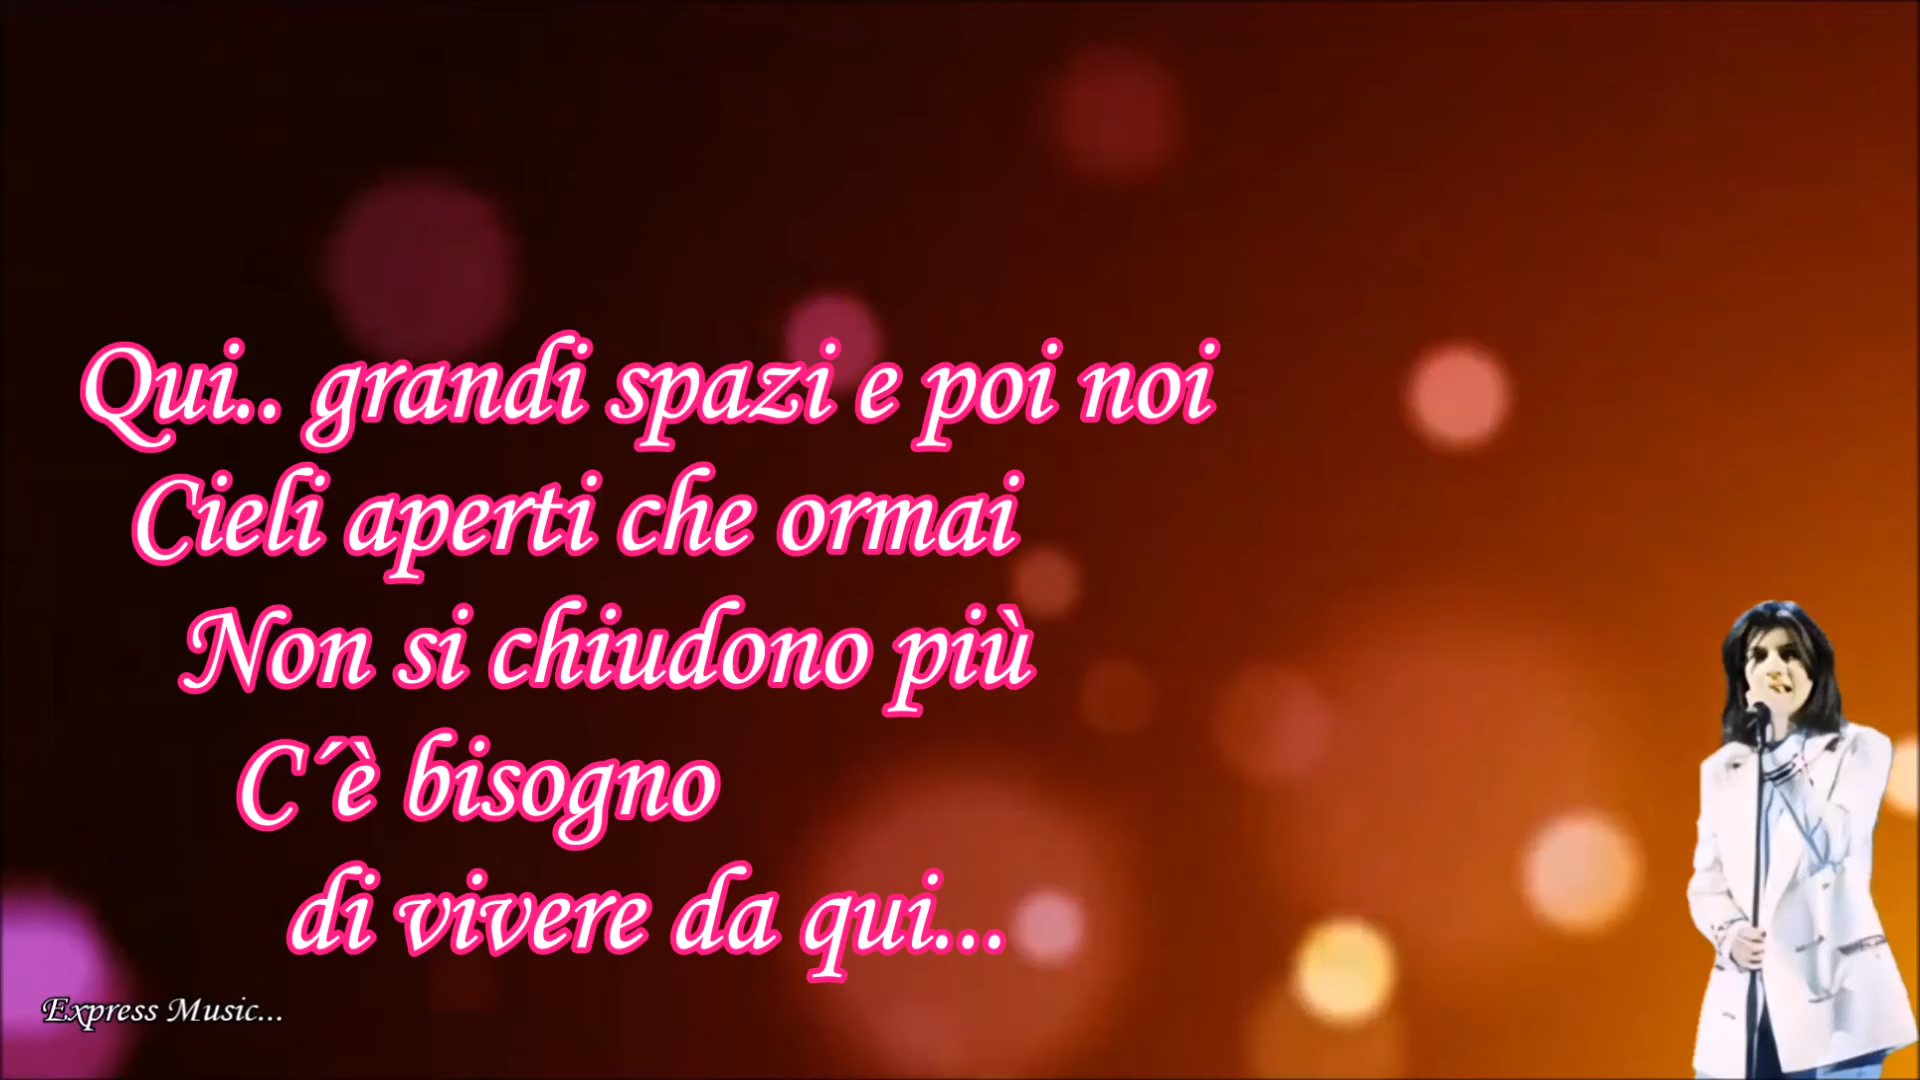 Qui.. grandi spazi e poi noi
Cieli aperti che ormai
Non si chiudono più
C´è bisogno
di vivere da qui...
Express Music...